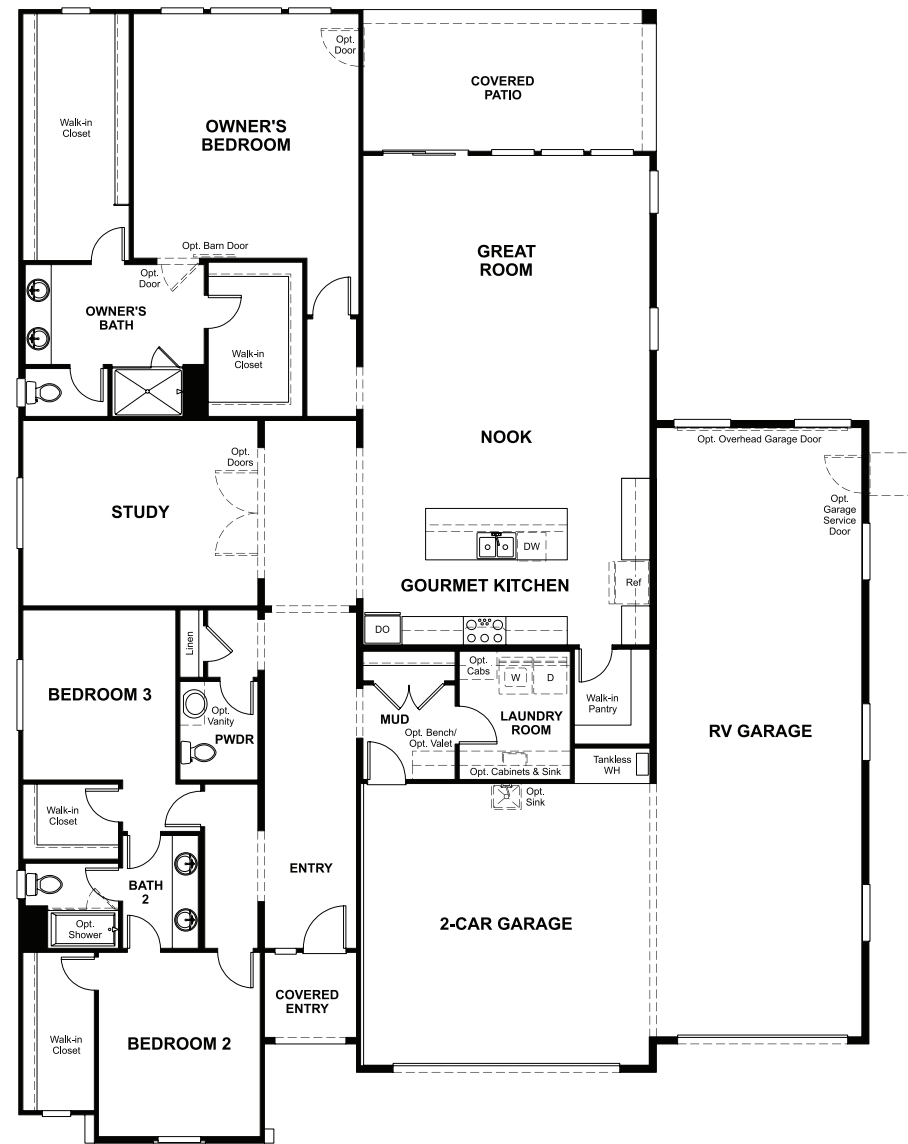 Opt.
Door
COVERED
PATIO
Walk-in
Closet
OWNER'S
BEDROOM
Opt. Barn Door
Opt.
Door
GREAT
ROOM
OWNER'S
BATH
Walk-in
Closet
NOOK
Opt. Overhead Garage Door
Opt.
Doors
STUDY
Opt.
Garage
Service
Door
DW
GOURMET KITCHEN
Ref
DO
Linen
Opt.
Cabs
W
D
BEDROOM 3
Walk-in
Pantry
Opt.
Vanity
PWDR
MUD
LAUNDRY
ROOM
Opt. Bench/
Opt. Valet
RV GARAGE
Opt. Cabinets & Sink
Tankless
WH
Opt.
Sink
Walk-in
Closet
ENTRY
BATH
2
Opt.
Shower
2-CAR GARAGE
COVERED
ENTRY
Walk-in
Closet
BEDROOM 2